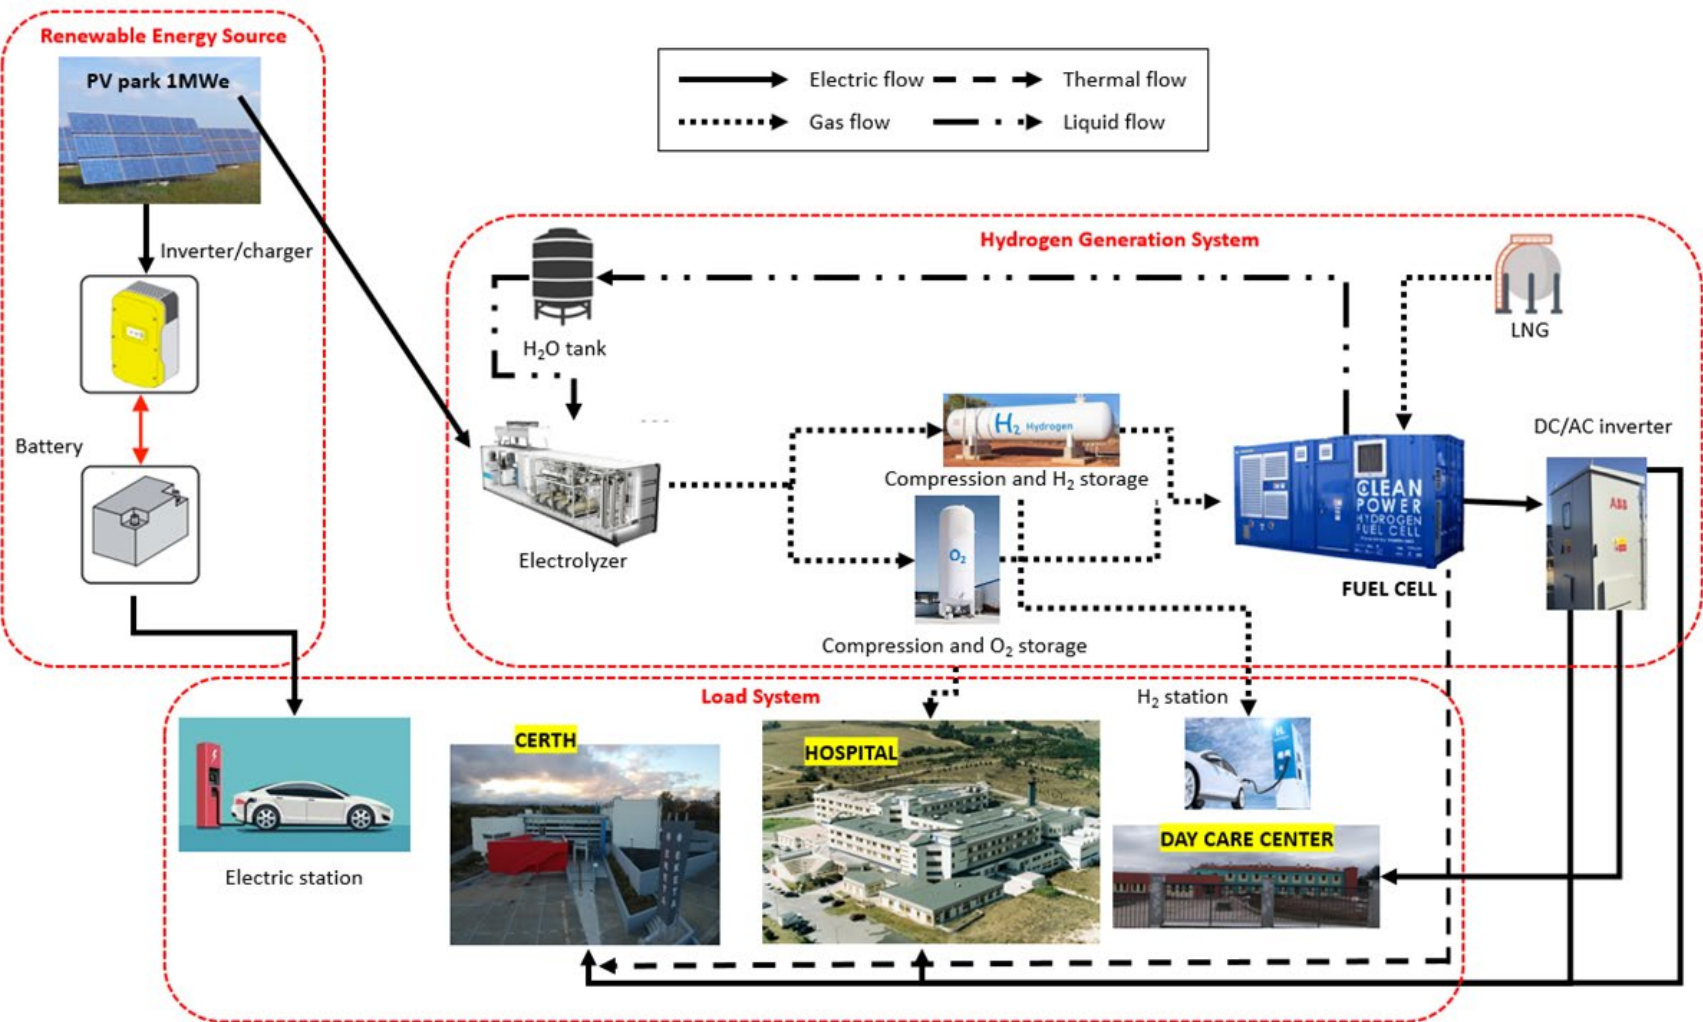 Renewable Energy Source
PV park 1MWe
Electric flow
Thermal flow
Gas flow
Liquid flow
Inverter/charger
Battery
Hydrogen Generation System
H₂O tank
LNG
Electrolyzer
H₂ Hydrogen
Compression and H₂ storage
O₂
Compression and O₂ storage
CLEAN
POWER
HYDROGEN
FUEL CELL
FUEL CELL
DC/AC inverter
ABB
Load System
Electric station
CERTH
HOSPITAL
H₂ station
DAY CARE CENTER